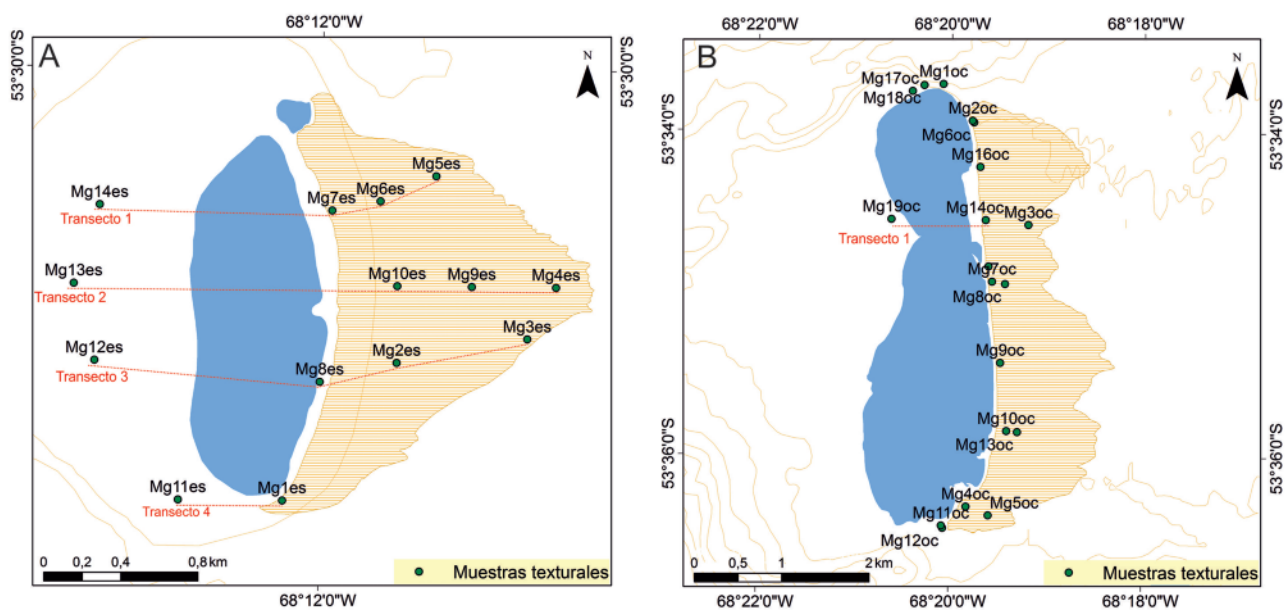 68°12'0"W
A
N
53°30'0"S
53°30'0"S
Mg5es
Mg14es
Mg6es
Mg7es
Transecto 1
Mg13es
Mg10es
Mg9es
Mg4es
Transecto 2
Mg3es
Mg12es
Mg2es
Mg8es
Transecto 3
Mg11es
Mg1es
Transecto 4
0 0,2 0,4 0,8 km
Muestras texturales
68°12'0"W
68°22'0"W 68°20'0"W 68°18'0"W
B
N
Mg17oc
Mg1oc
Mg18oc
Mg2oc
53°34'0"S
53°34'0"S
Mg6oc
Mg16oc
Mg19oc
Mg14oc
Mg3oc
Transecto 1
Mg7oc
Mg8oc
Mg9oc
Mg10oc
Mg13oc
53°36'0"S
53°36'0"S
Mg4oc
Mg5oc
Mg11oc
Mg12oc
0 0,5 1 2 km
Muestras texturales
68°22'0"W 68°20'0"W 68°18'0"W